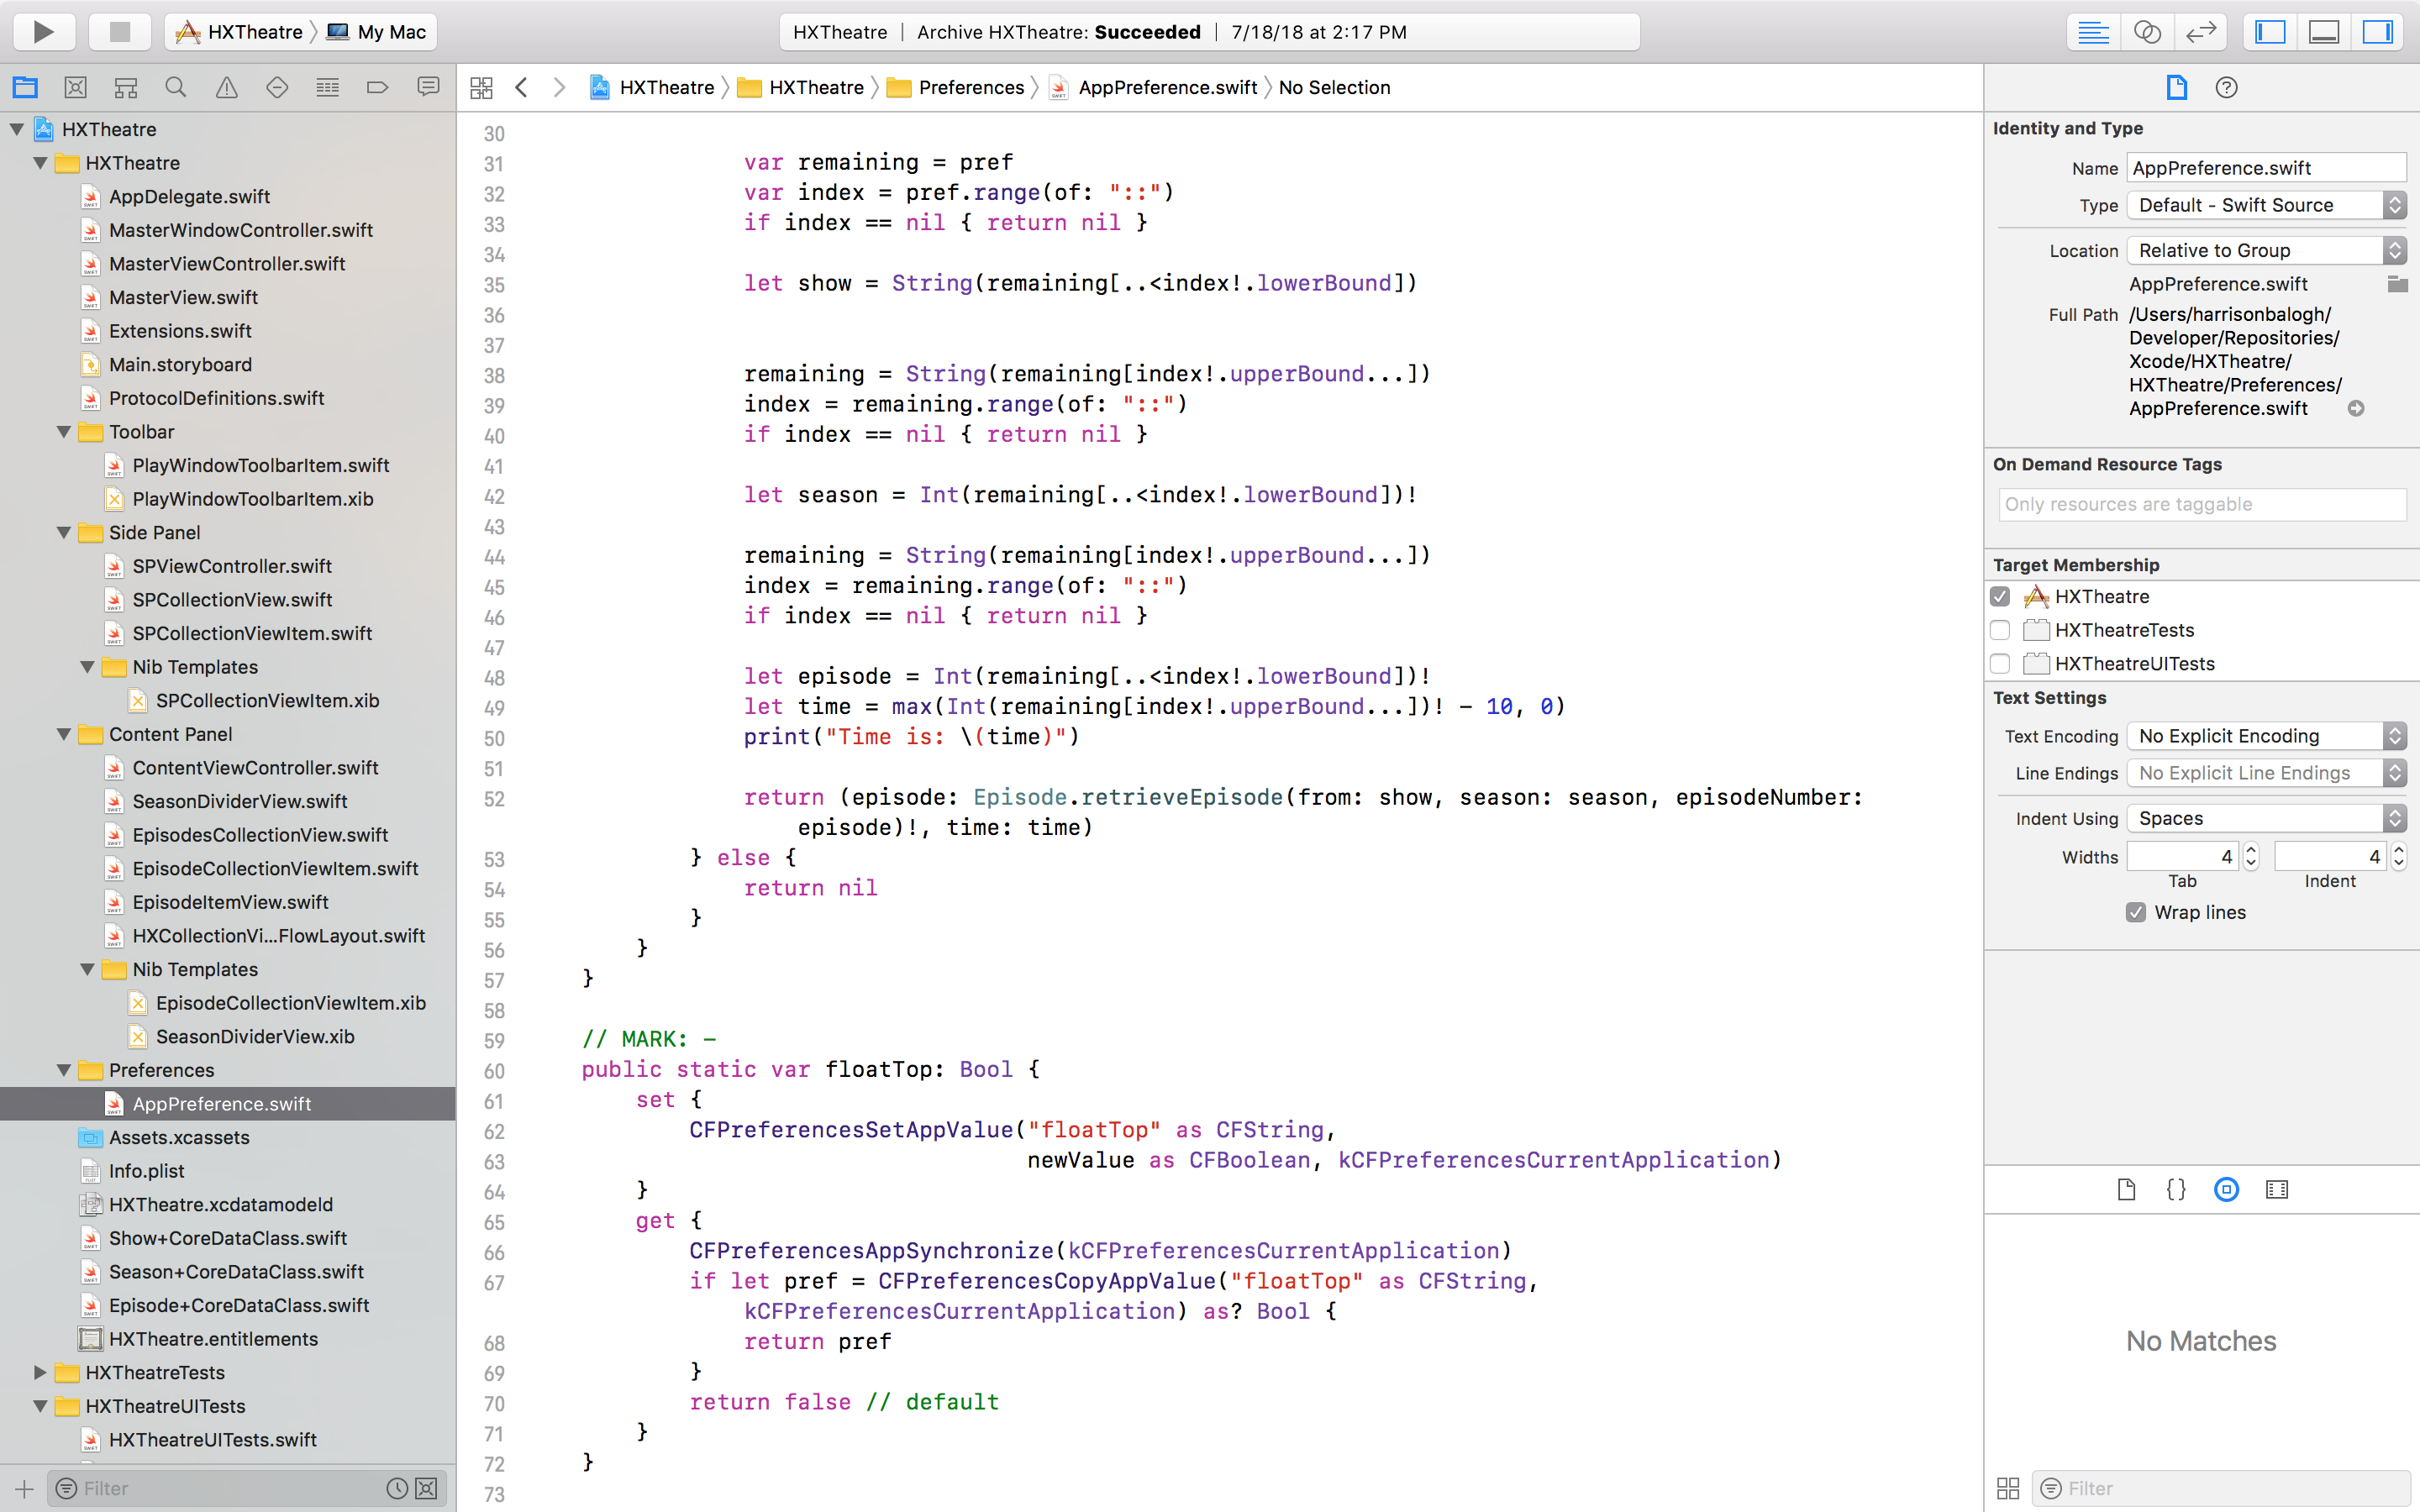 HXTheatre
My Mac
HXTheatre | Archive HXTheatre: Succeeded | 7/18/18 at 2:17 PM
HXTheatre
HXTheatre
AppDelegate.swift
MasterWindowController.swift
MasterViewController.swift
MasterView.swift
Extensions.swift
Main.storyboard
ProtocolDefinitions.swift
Toolbar
PlayWindowToolbarItem.swift
PlayWindowToolbarItem.xib
Side Panel
SPViewController.swift
SPCollectionView.swift
SPCollectionViewItem.swift
Nib Templates
SPCollectionViewItem.xib
Content Panel
ContentViewController.swift
SeasonDividerView.swift
EpisodesCollectionView.swift
EpisodeCollectionViewItem.swift
EpisodeItemView.swift
HXCollectionVi...FlowLayout.swift
Nib Templates
EpisodeCollectionViewItem.xib
SeasonDividerView.xib
Preferences
AppPreference.swift
Assets.xcassets
Info.plist
HXTheatre.xcdatamodeld
Show+CoreDataClass.swift
Season+CoreDataClass.swift
Episode+CoreDataClass.swift
HXTheatre.entitlements
HXTheatreTests
HXTheatreUITests
HXTheatreUITests.swift
Filter
HXTheatre HXTheatre Preferences AppPreference.swift No Selection
30
31 var remaining = pref
32 var index = pref.range(of: "::")
33 if index == nil { return nil }
34
35 let show = String(remaining[..<index!.lowerBound])
36
37
38 remaining = String(remaining[index!.upperBound...])
39 index = remaining.range(of: "::")
40 if index == nil { return nil }
41
42 let season = Int(remaining[..<index!.lowerBound])!
43
44 remaining = String(remaining[index!.upperBound...])
45 index = remaining.range(of: "::")
46 if index == nil { return nil }
47
48 let episode = Int(remaining[..<index!.lowerBound])!
49 let time = max(Int(remaining[index!.upperBound...])! - 10, 0)
50 print("Time is: \(time)")
51
52 return (episode: Episode.retrieveEpisode(from: show, season: season, episodeNumber:
episode)!, time: time)
53 } else {
54 return nil
55 }
56 }
57 }
58
59 // MARK: -
60 public static var floatTop: Bool {
61 set {
62 CFPreferencesSetAppValue("floatTop" as CFString,
63 newValue as CFBoolean, kCFPreferencesCurrentApplication)
64 }
65 get {
66 CFPreferencesAppSynchronize(kCFPreferencesCurrentApplication)
67 if let pref = CFPreferencesCopyAppValue("floatTop" as CFString,
kCFPreferencesCurrentApplication) as? Bool {
68 return pref
69 }
70 return false // default
71 }
72 }
73
Identity and Type
Name AppPreference.swift
Type Default - Swift Source
Location Relative to Group
AppPreference.swift
Full Path /Users/harrisonbalogh/
Developer/Repositories/
Xcode/HXTheatre/
HXTheatre/Preferences/
AppPreference.swift
On Demand Resource Tags
Only resources are taggable
Target Membership
HXTheatre
HXTheatreTests
HXTheatreUITests
Text Settings
Text Encoding No Explicit Encoding
Line Endings No Explicit Line Endings
Indent Using Spaces
Widths 4 4
Tab Indent
Wrap lines
{}
No Matches
Filter